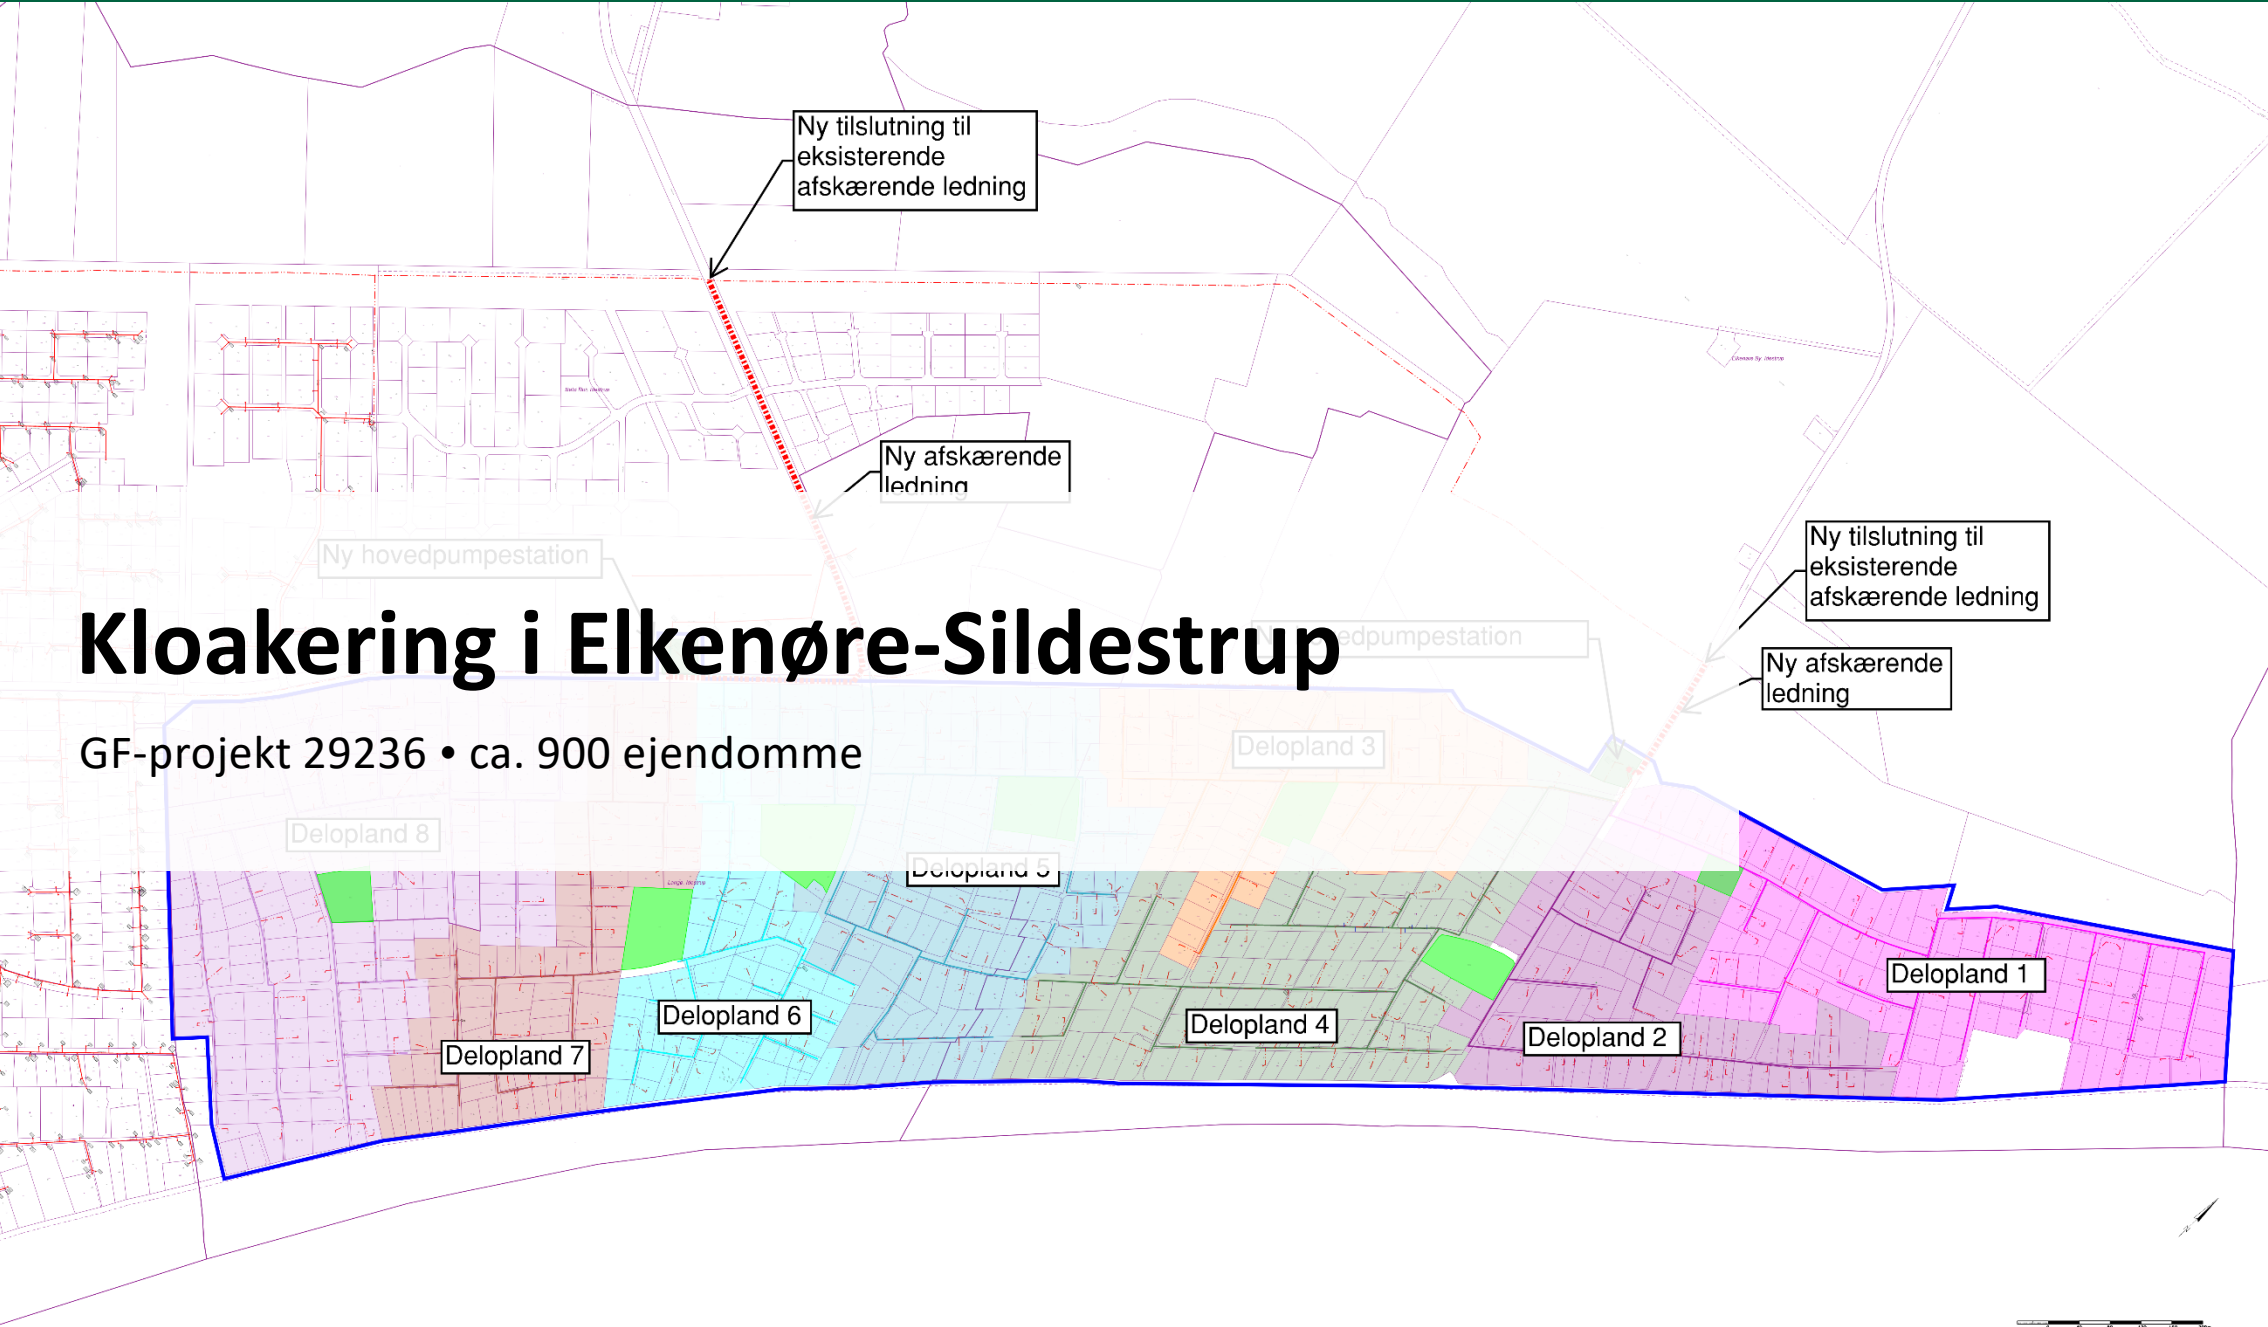 Ny tilslutning til
eksisterende
afskærende ledning
Ny afskærende
ledning
Ny hovedpumpestation
Ny tilslutning til
eksisterende
afskærende ledning
Ny hovedpumpestation
Ny afskærende
ledning
Kloakering i Elkenøre-Sildestrup
GF-projekt 29236 • ca. 900 ejendomme
Delopland 3
Delopland 8
Delopland 5
Delopland 1
Delopland 6
Delopland 4
Delopland 2
Delopland 7